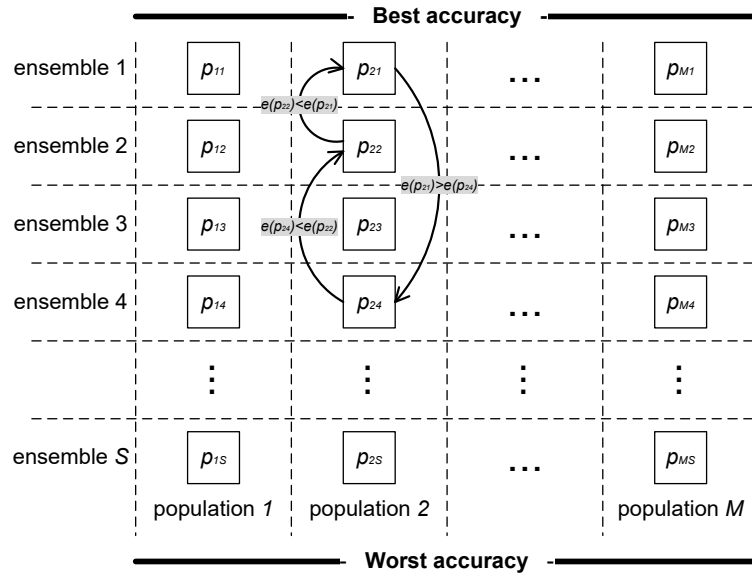 - Best accuracy -
ensemble 1 p11 p21 ... pM1
e(p22)<e(p21)
ensemble 2 p12 p22 ... pM2
e(p21)>e(p24)
ensemble 3 p13 p23 ... pM3
e(p24)<e(p22)
ensemble 4 p14 p24 ... pM4
⋮ ⋮ ⋮ ⋮
ensemble S p1S p2S ... pMS
population 1 population 2 population M
- Worst accuracy -